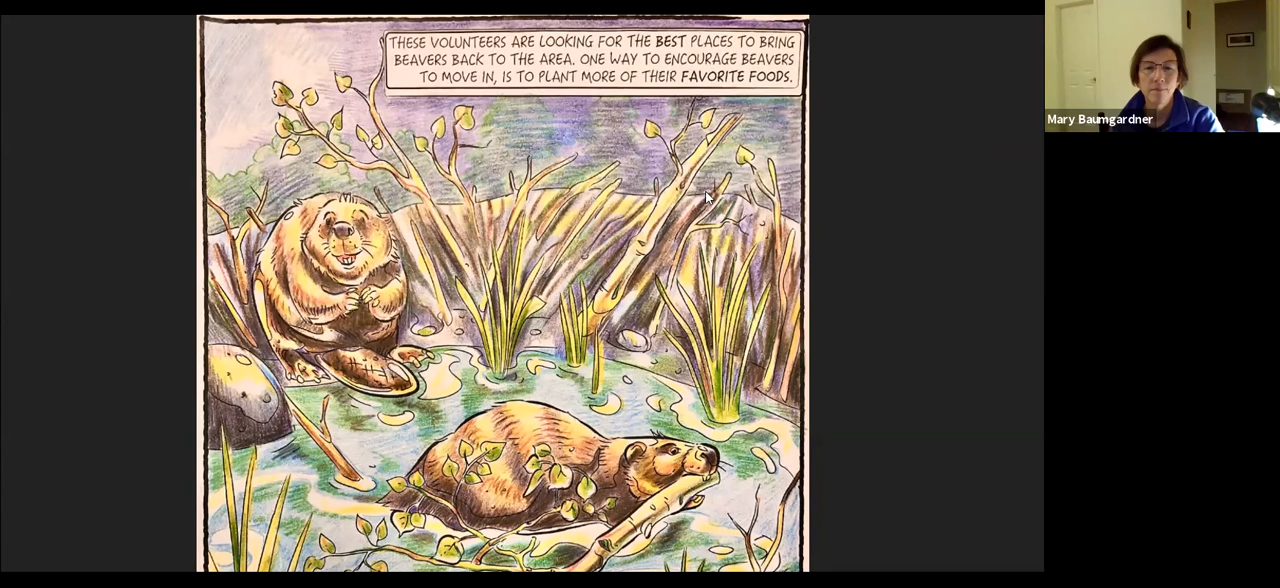 THESE VOLUNTEERS ARE LOOKING FOR THE BEST PLACES TO BRING
BEAVERS BACK TO THE AREA. ONE WAY TO ENCOURAGE BEAVERS
TO MOVE IN, IS TO PLANT MORE OF THEIR FAVORITE FOODS.
Mary Baumgardner